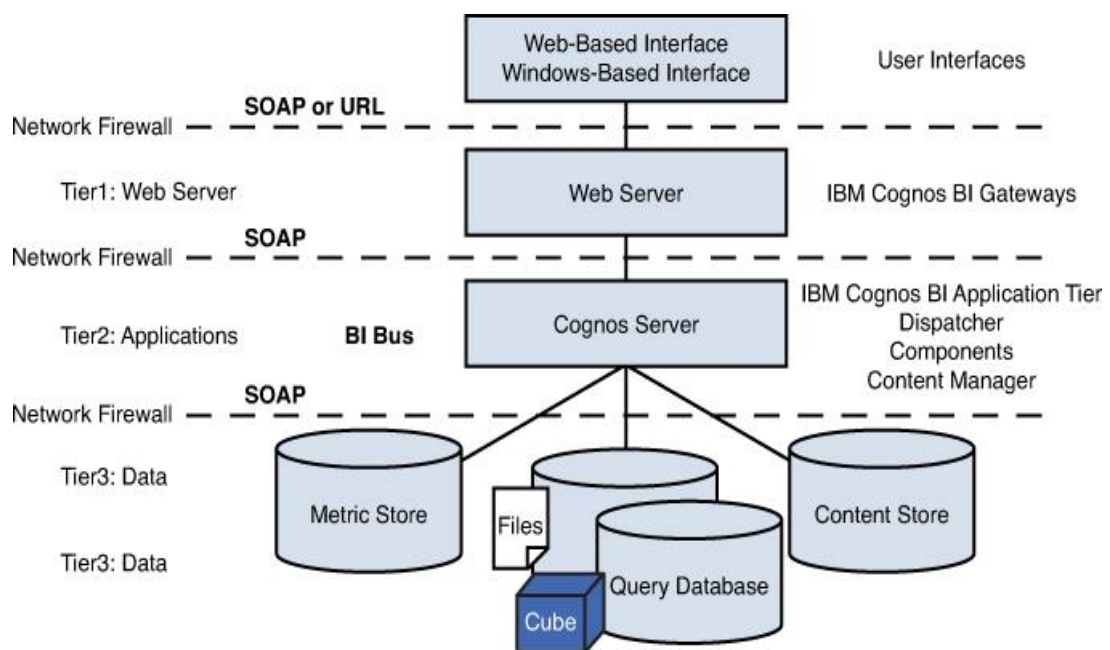 Web-Based Interface
Windows-Based Interface
User Interfaces
SOAP or URL
Network Firewall
Tier1: Web Server
Web Server
IBM Cognos BI Gateways
SOAP
Network Firewall
Tier2: Applications
BI Bus
Cognos Server
IBM Cognos BI Application Tier
Dispatcher
Components
Content Manager
SOAP
Network Firewall
Tier3: Data
Metric Store
Files
Content Store
Tier3: Data
Query Database
Cube